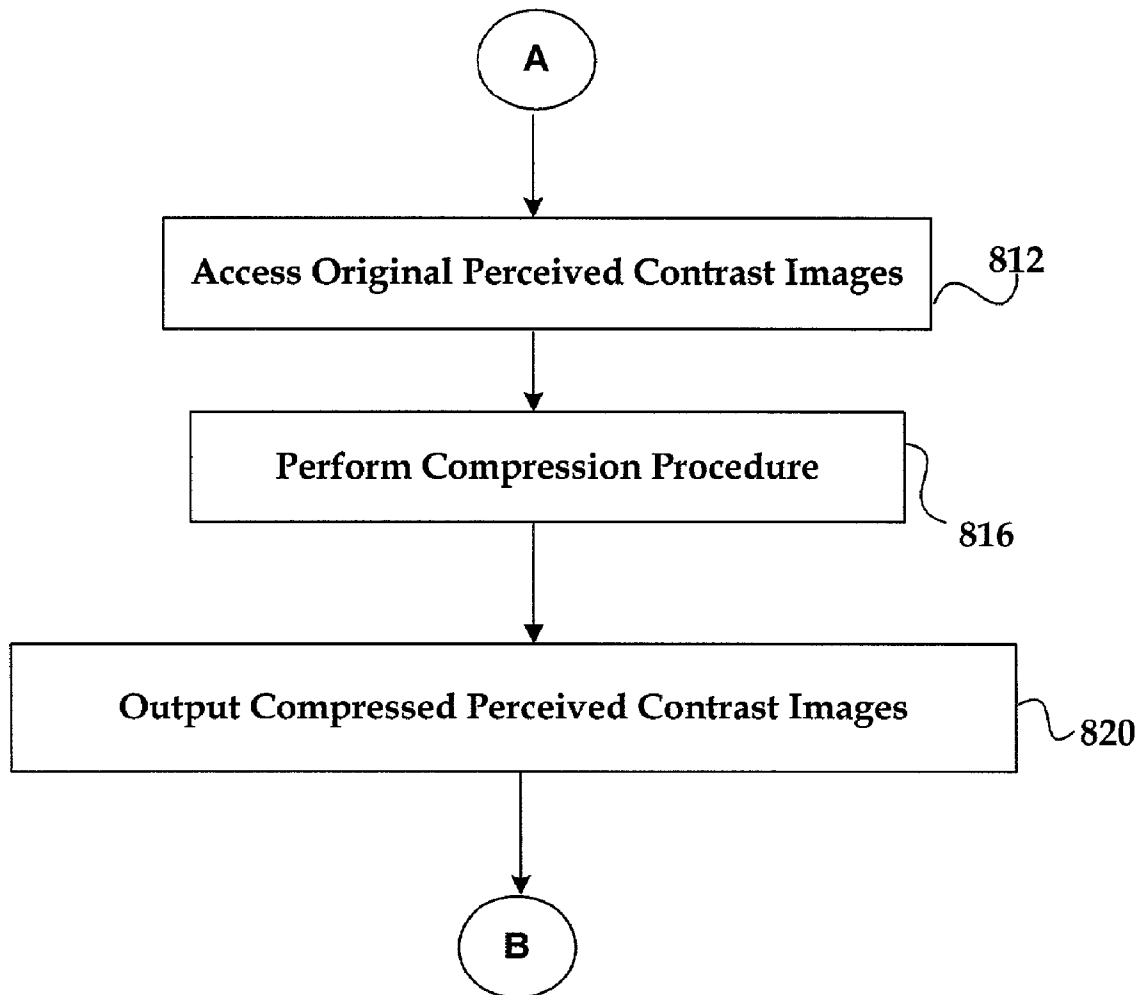 A
Access Original Perceived Contrast Images
812
Perform Compression Procedure
816
Output Compressed Perceived Contrast Images
820
B